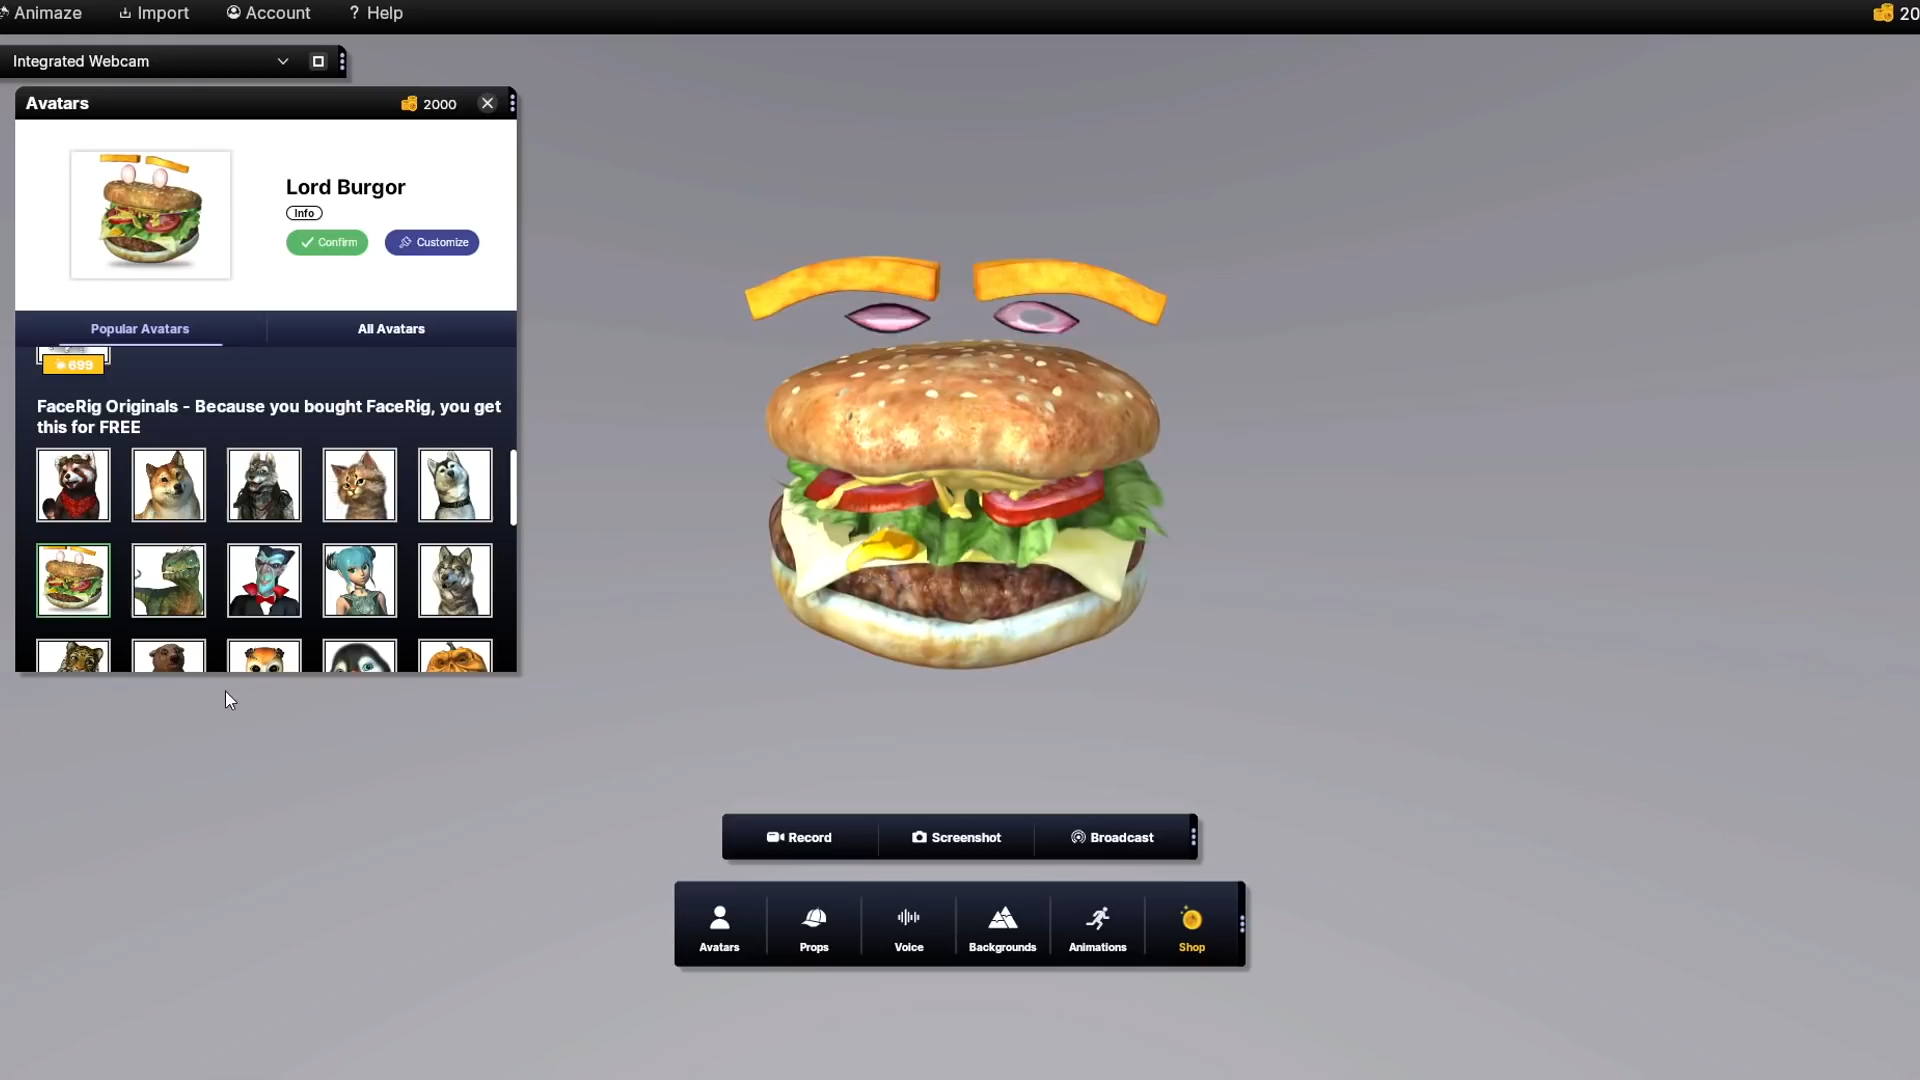 Animaze
Import
Account
? Help
20
Integrated Webcam
Avatars
2000
Lord Burgor
Info
Confirm
Customize
Popular Avatars
All Avatars
699
FaceRig Originals - Because you bought FaceRig, you get
this for FREE
Record
Screenshot
Broadcast
Avatars
Props
Voice
Backgrounds
Animations
Shop